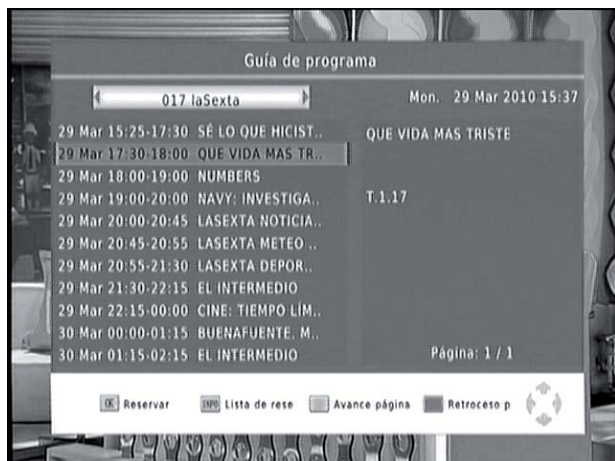 Guía de programa
017 laSexta
Mon. 29 Mar 2010 15:37
29 Mar 15:25-17:30 SÉ LO QUE HICIST..
29 Mar 17:30-18:00 QUE VIDA MAS TR..
29 Mar 18:00-19:00 NUMBERS
29 Mar 19:00-20:00 NAVY: INVESTIGA..
29 Mar 20:00-20:45 LASEXTA NOTICIA..
29 Mar 20:45-20:55 LASEXTA METEO ..
29 Mar 20:55-21:30 LASEXTA DEPOR..
29 Mar 21:30-22:15 EL INTERMEDIO
29 Mar 22:15-00:00 CINE: TIEMPO LÍM..
30 Mar 00:00-01:15 BUENAFUENTE. M..
30 Mar 01:15-02:15 EL INTERMEDIO
QUE VIDA MAS TRISTE
T.1.17
Página: 1 / 1
OK Reservar
INFO Lista de rese
Avance página
Retroceso p